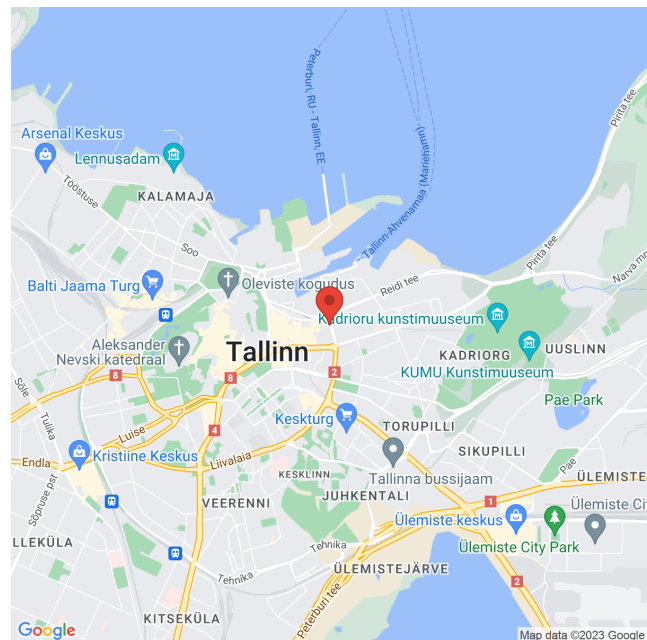 Peterburi, RU - Tallinn, EE
Tallinn-Ahvenamaa (Mariehamn)
Pirita tee
Arsenal Keskus
Lennusadam
Tööstuse
KALAMAJA
Soo
Pirita tee
Narva mnt
Balti Jaama Turg
Oleviste kogudus
Reidi tee
Kadrioru kunstimuuseum
Aleksander
Nevski katedraal
Tallinn
KADRIORG
UUSLINN
KUMU Kunstimuuseum
8
8
2
Pae Park
Sõle
Tulika
Luise
4
Keskturg
TORUPILLI
SIKUPILLI
Endla
Kristiine Keskus
Liivalaia
KESKLINN
Tallinna bussijaam
Pae
Sõpruse pst
VEERENNI
JUHKENTALI
1
ÜLEMISTE
Ülemiste keskus
Ülemiste Cit
Ülemiste City Park
LLEKÜLA
Tehnika
Tehnika
ÜLEMISTEJÄRVE
2
Peterburi tee
KITSEKÜLA
Google
Map data ©2023 Google